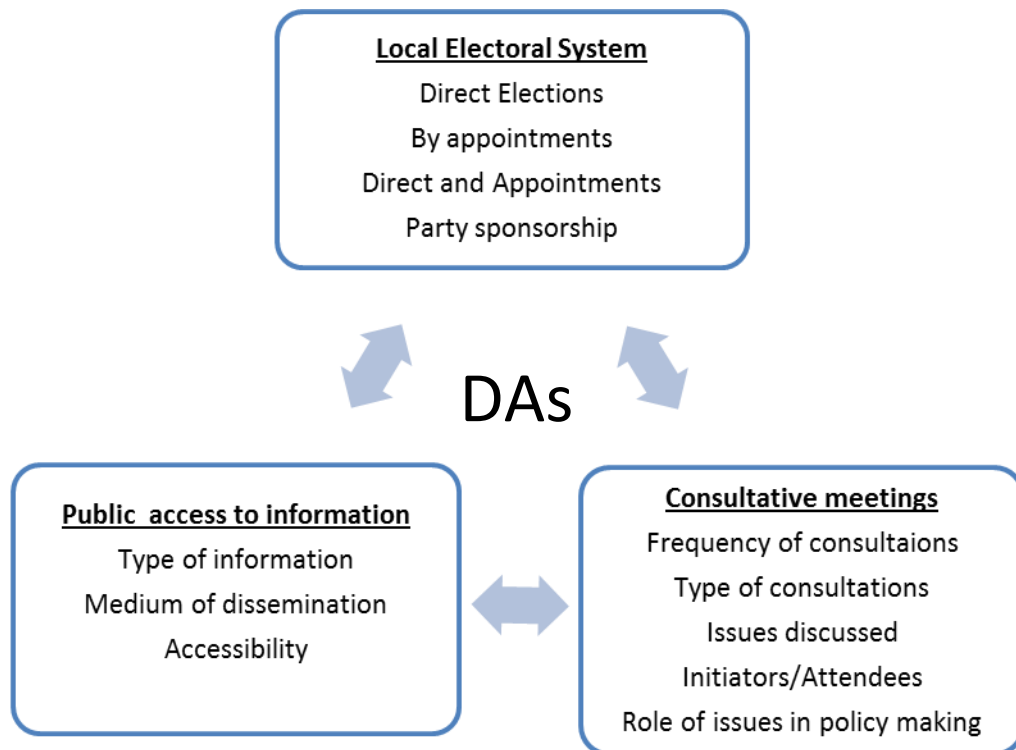 Local Electoral System
Direct Elections
By appointments
Direct and Appointments
Party sponsorship
DAs
Public access to information
Type of information
Medium of dissemination
Accessibility
Consultative meetings
Frequency of consultaions
Type of consultations
Issues discussed
Initiators/Attendees
Role of issues in policy making